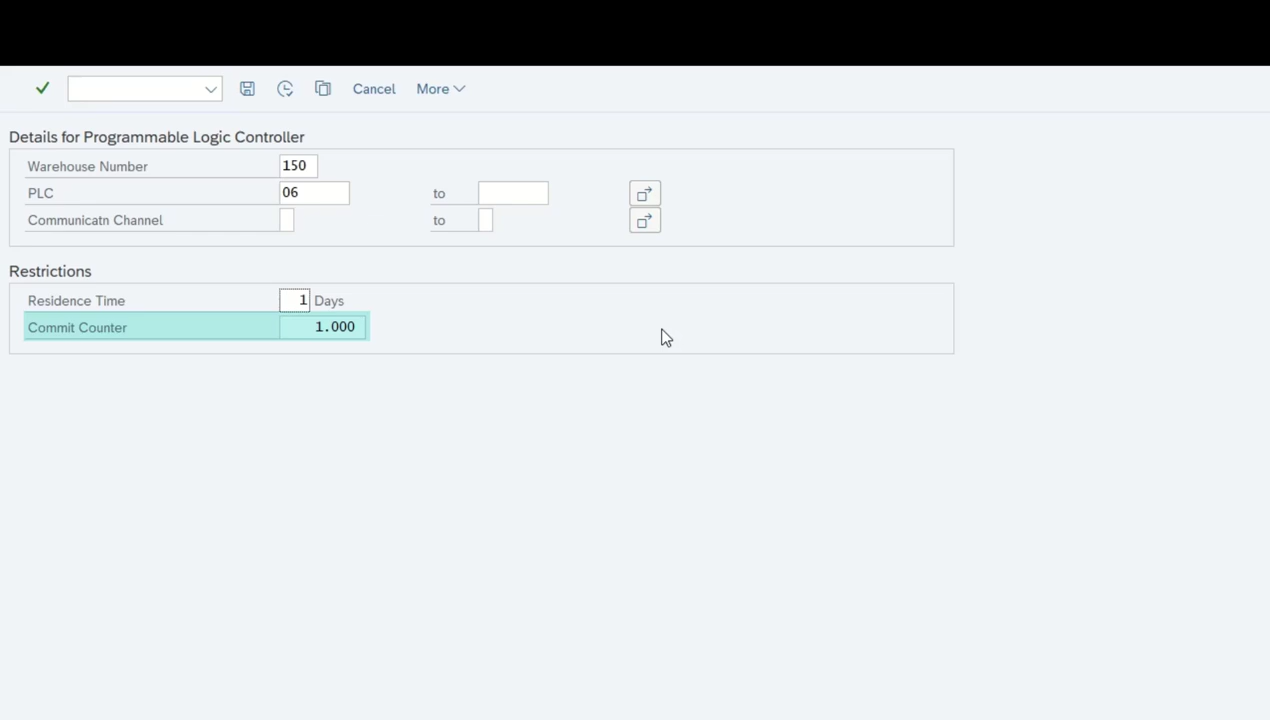 Cancel More
Details for Programmable Logic Controller
Warehouse Number 150
PLC 06 to
Communicatn Channel to
Restrictions
Residence Time 1 Days
Commit Counter 1.000